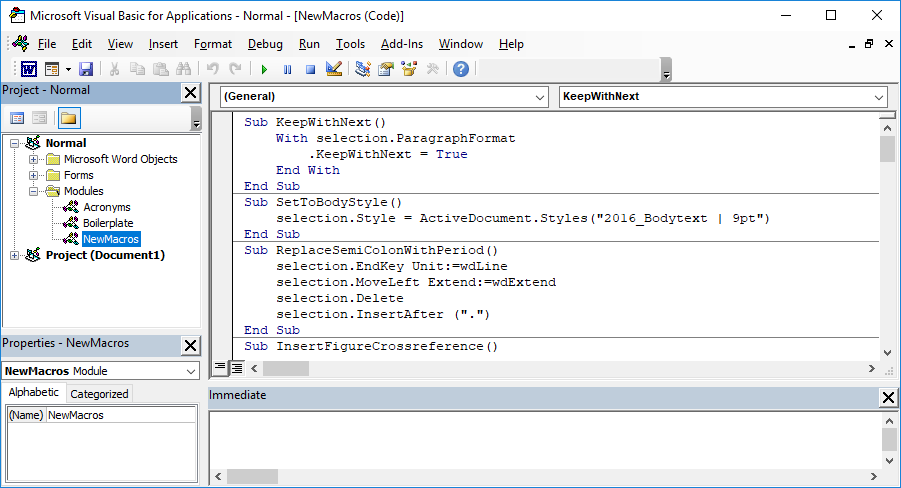 Microsoft Visual Basic for Applications - Normal - [NewMacros (Code)]
File Edit View Insert Format Debug Run Tools Add-Ins Window Help
Project - Normal
Normal
Microsoft Word Objects
Forms
Modules
Acronyms
Boilerplate
NewMacros
Project (Document1)
Properties - NewMacros
NewMacros Module
Alphabetic Categorized
(Name) NewMacros
(General) KeepWithNext
Sub KeepWithNext()
With selection.ParagraphFormat
.KeepWithNext = True
End With
End Sub
Sub SetToBodyStyle()
selection.Style = ActiveDocument.Styles("2016_Bodytext | 9pt")
End Sub
Sub ReplaceSemiColonWithPeriod()
selection.EndKey Unit:=wdLine
selection.MoveLeft Extend:=wdExtend
selection.Delete
selection.InsertAfter (".")
End Sub
Sub InsertFigureCrossreference()
Immediate